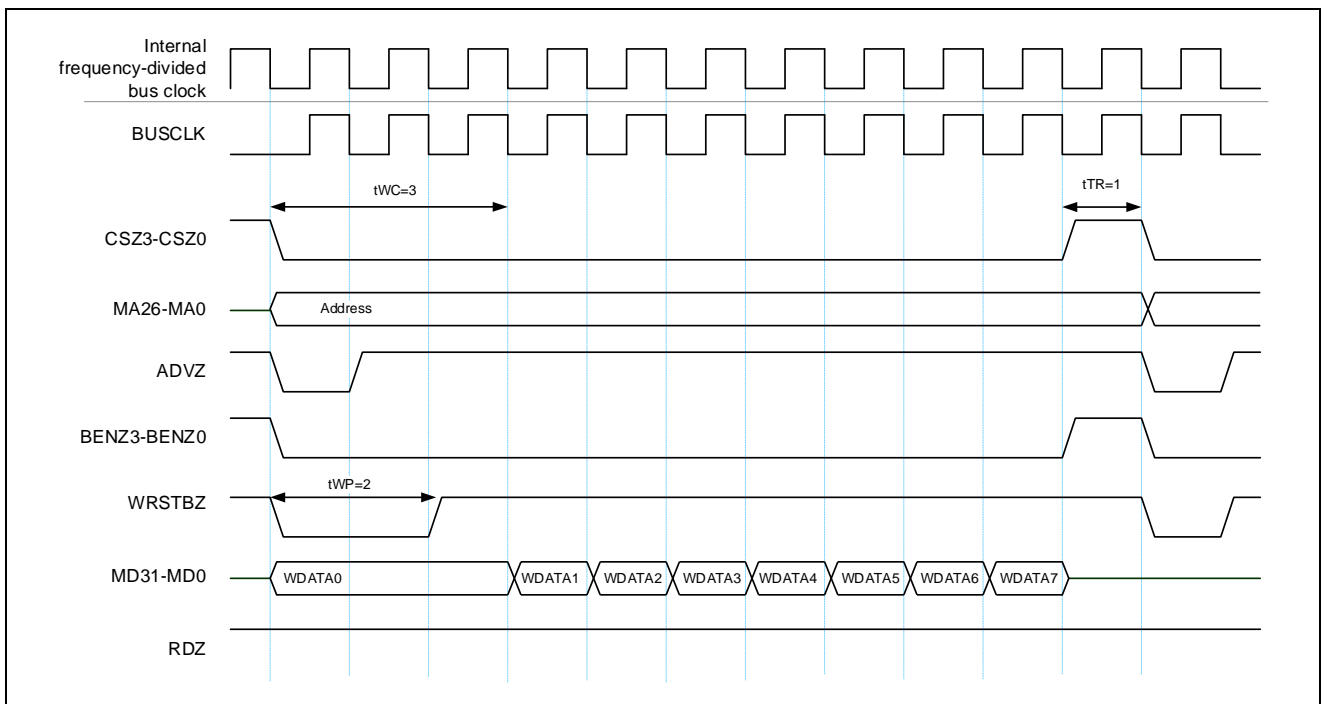 Internal
frequency-divided
bus clock
BUSCLK
tWC=3
tTR=1
CSZ3-CSZ0
MA26-MA0
Address
ADVZ
BENZ3-BENZ0
tWP=2
WRSTBZ
MD31-MD0
WDATA0 WDATA1 WDATA2 WDATA3 WDATA4 WDATA5 WDATA6 WDATA7
RDZ